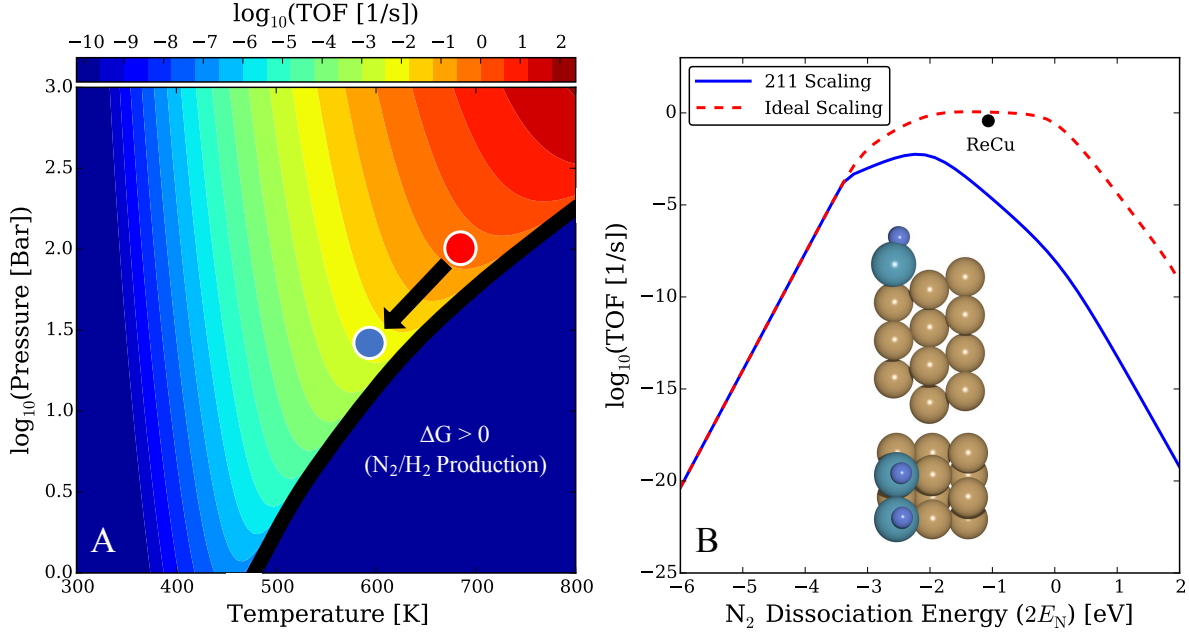 log₁₀(TOF [1/s])
−10 −9 −8 −7 −6 −5 −4 −3 −2 −1 0 1 2
log₁₀(Pressure [Bar])
3.0
2.5
2.0
1.5
1.0
0.5
0.0
ΔG > 0
(N₂/H₂ Production)
A
300 400 500 600 700 800
Temperature [K]
211 Scaling
Ideal Scaling
ReCu
log₁₀(TOF [1/s])
0
−5
−10
−15
−20
−25
B
−6 −5 −4 −3 −2 −1 0 1 2
N₂ Dissociation Energy (2E_N) [eV]